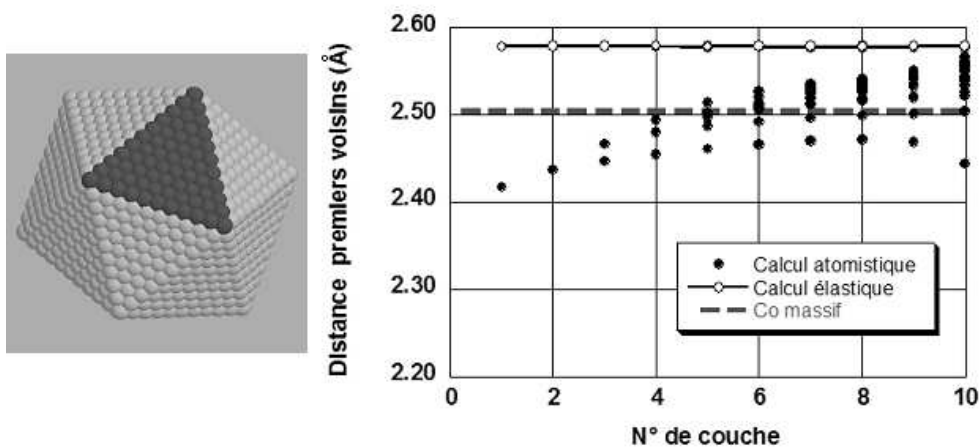 Distance premiers voisins (Å)
2.60
2.50
2.40
2.30
2.20
0
2
4
6
8
10
N° de couche
Calcul atomistique
Calcul élastique
Co massif